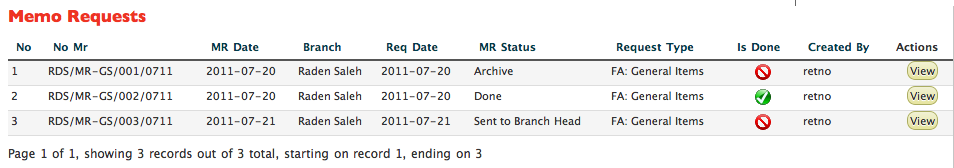 Memo Requests
No No Mr MR Date Branch Req Date MR Status Request Type Is Done Created By Actions
1 RDS/MR-GS/001/0711 2011-07-20 Raden Saleh 2011-07-20 Archive FA: General Items retno View
2 RDS/MR-GS/002/0711 2011-07-20 Raden Saleh 2011-07-20 Done FA: General Items retno View
3 RDS/MR-GS/003/0711 2011-07-21 Raden Saleh 2011-07-21 Sent to Branch Head FA: General Items retno View
Page 1 of 1, showing 3 records out of 3 total, starting on record 1, ending on 3